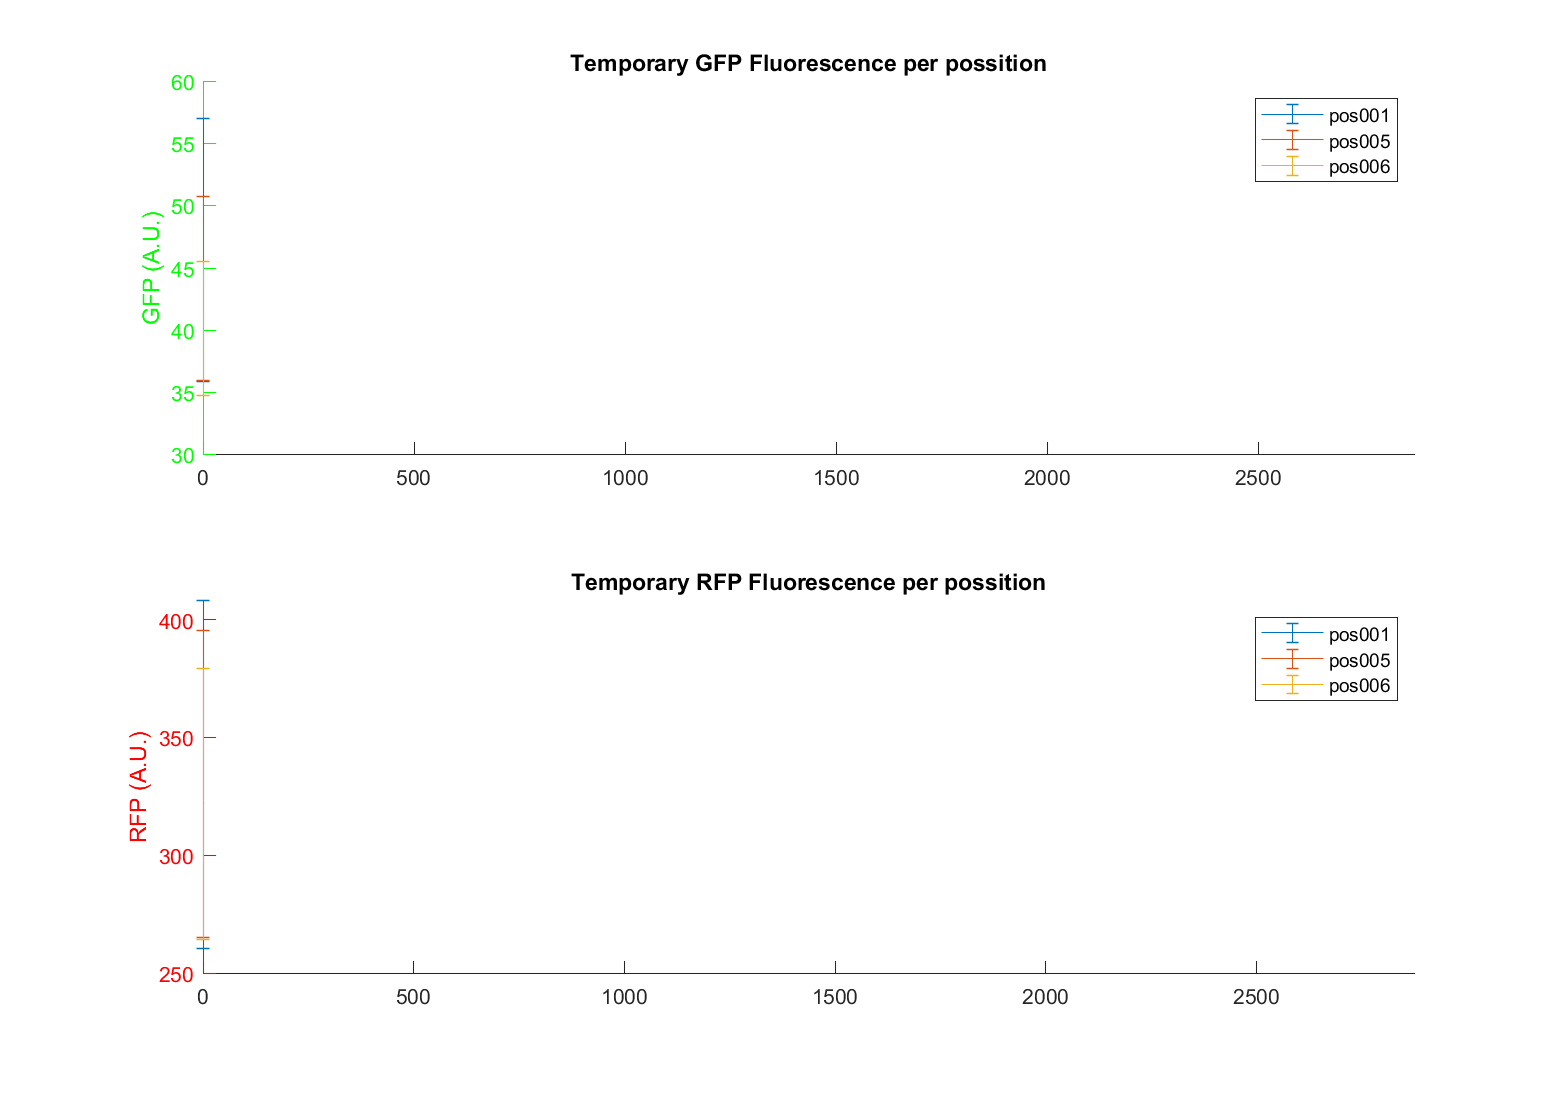 Temporary GFP Fluorescence per possition
60
55
50
45
40
35
30
GFP (A.U.)
pos001
pos005
pos006
0 500 1000 1500 2000 2500
Temporary RFP Fluorescence per possition
400
350
300
250
RFP (A.U.)
pos001
pos005
pos006
0 500 1000 1500 2000 2500